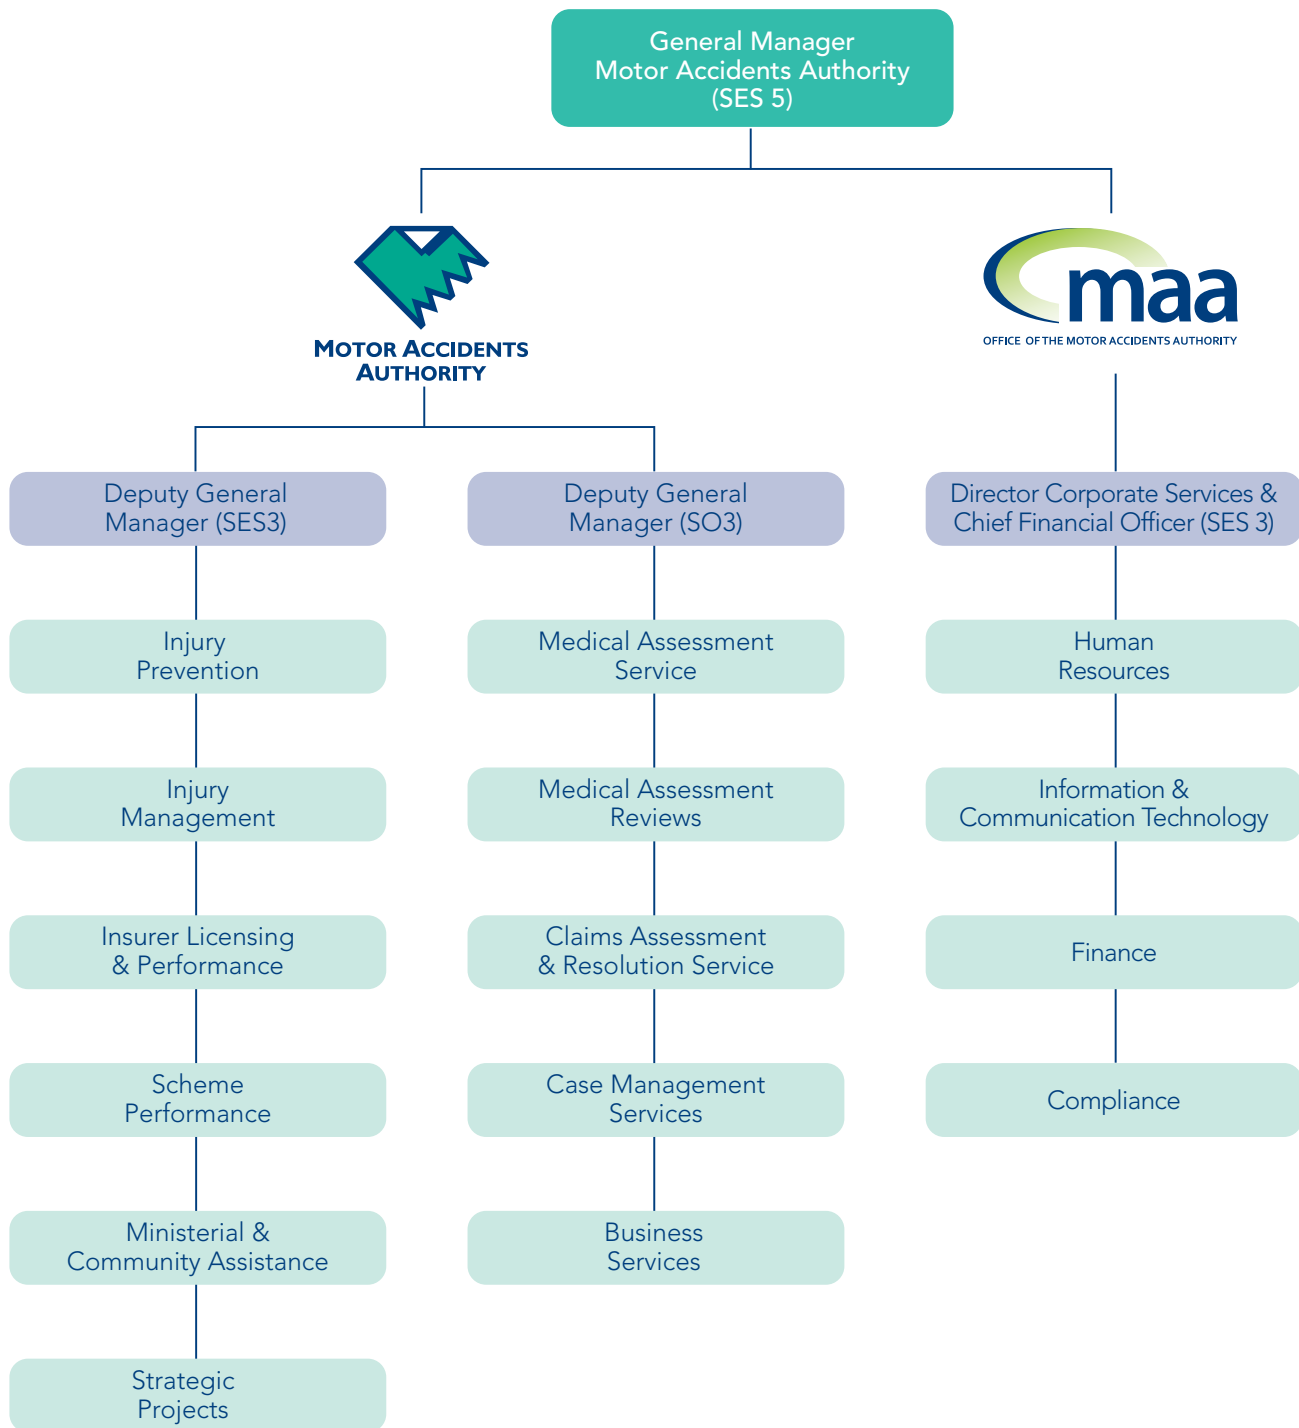 General Manager
Motor Accidents Authority
(SES 5)
MOTOR ACCIDENTS
AUTHORITY
maa
OFFICE OF THE MOTOR ACCIDENTS AUTHORITY
Deputy General
Manager (SES3)
Injury
Prevention
Injury
Management
Insurer Licensing
& Performance
Scheme
Performance
Ministerial &
Community Assistance
Strategic
Projects
Deputy General
Manager (SO3)
Medical Assessment
Service
Medical Assessment
Reviews
Claims Assessment
& Resolution Service
Case Management
Services
Business
Services
Director Corporate Services &
Chief Financial Officer (SES 3)
Human
Resources
Information &
Communication Technology
Finance
Compliance